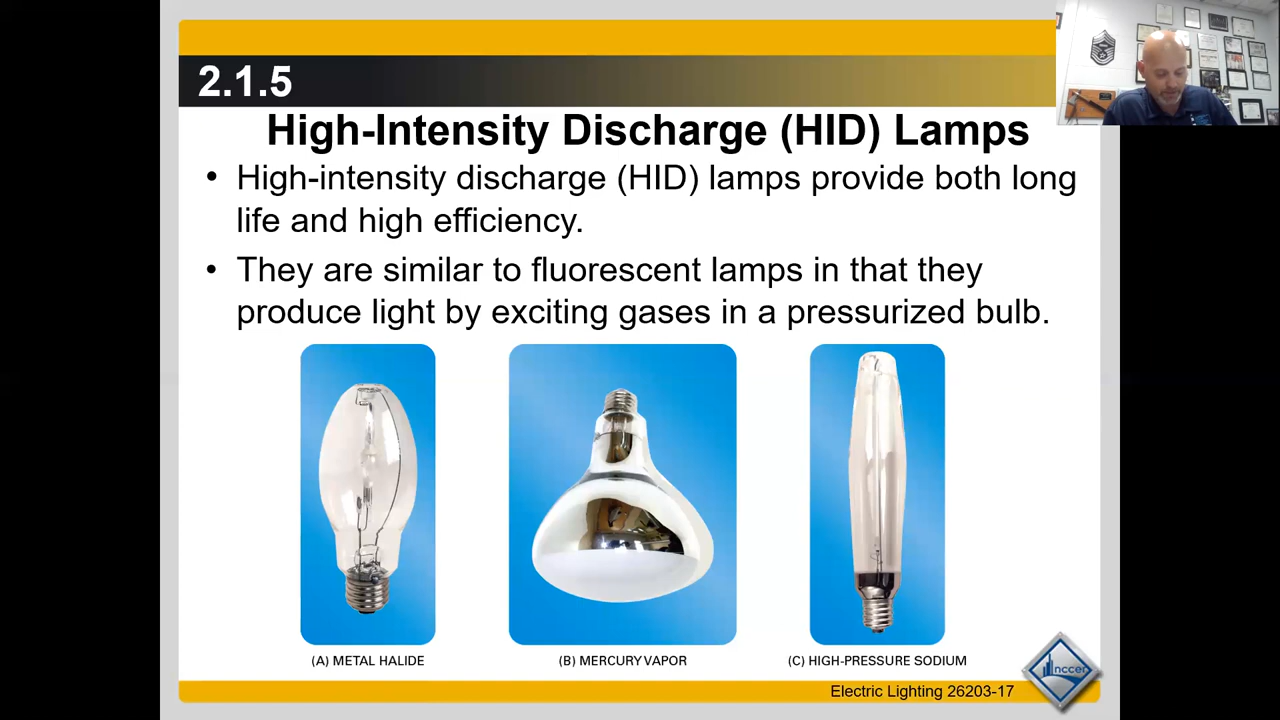 2.1.5
High-Intensity Discharge (HID) Lamps
• High-intensity discharge (HID) lamps provide both long
life and high efficiency.
• They are similar to fluorescent lamps in that they
produce light by exciting gases in a pressurized bulb.
(A) METAL HALIDE
(B) MERCURY VAPOR
(C) HIGH-PRESSURE SODIUM
nccer
Electric Lighting 26203-17